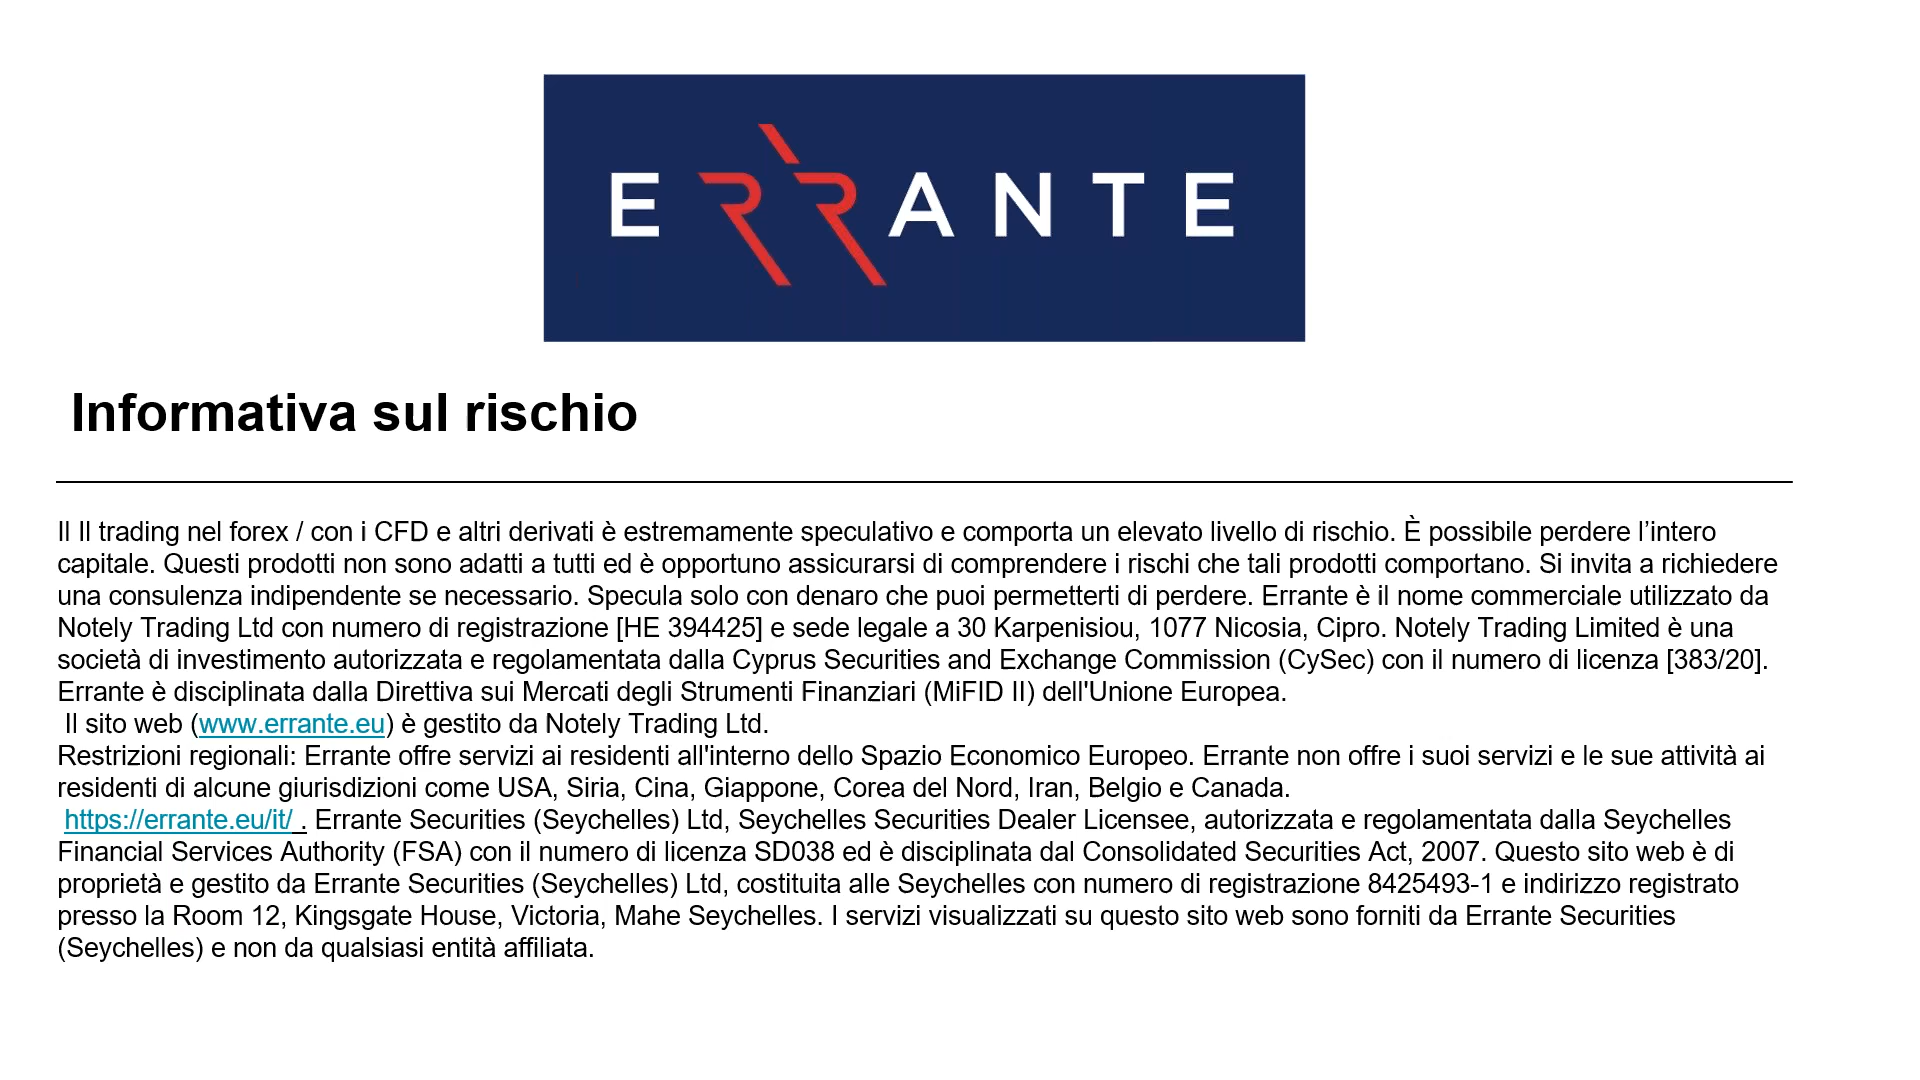 ERRANTE
Informativa sul rischio
Il Il trading nel forex / con i CFD e altri derivati è estremamente speculativo e comporta un elevato livello di rischio. È possibile perdere l’intero
capitale. Questi prodotti non sono adatti a tutti ed è opportuno assicurarsi di comprendere i rischi che tali prodotti comportano. Si invita a richiedere
una consulenza indipendente se necessario. Specula solo con denaro che puoi permetterti di perdere. Errante è il nome commerciale utilizzato da
Notely Trading Ltd con numero di registrazione [HE 394425] e sede legale a 30 Karpenisiou, 1077 Nicosia, Cipro. Notely Trading Limited è una
società di investimento autorizzata e regolamentata dalla Cyprus Securities and Exchange Commission (CySec) con il numero di licenza [383/20].
Errante è disciplinata dalla Direttiva sui Mercati degli Strumenti Finanziari (MiFID II) dell'Unione Europea.
Il sito web (www.errante.eu) è gestito da Notely Trading Ltd.
Restrizioni regionali: Errante offre servizi ai residenti all'interno dello Spazio Economico Europeo. Errante non offre i suoi servizi e le sue attività ai
residenti di alcune giurisdizioni come USA, Siria, Cina, Giappone, Corea del Nord, Iran, Belgio e Canada.
https://errante.eu/it/ . Errante Securities (Seychelles) Ltd, Seychelles Securities Dealer Licensee, autorizzata e regolamentata dalla Seychelles
Financial Services Authority (FSA) con il numero di licenza SD038 ed è disciplinata dal Consolidated Securities Act, 2007. Questo sito web è di
proprietà e gestito da Errante Securities (Seychelles) Ltd, costituita alle Seychelles con numero di registrazione 8425493-1 e indirizzo registrato
presso la Room 12, Kingsgate House, Victoria, Mahe Seychelles. I servizi visualizzati su questo sito web sono forniti da Errante Securities
(Seychelles) e non da qualsiasi entità affiliata.